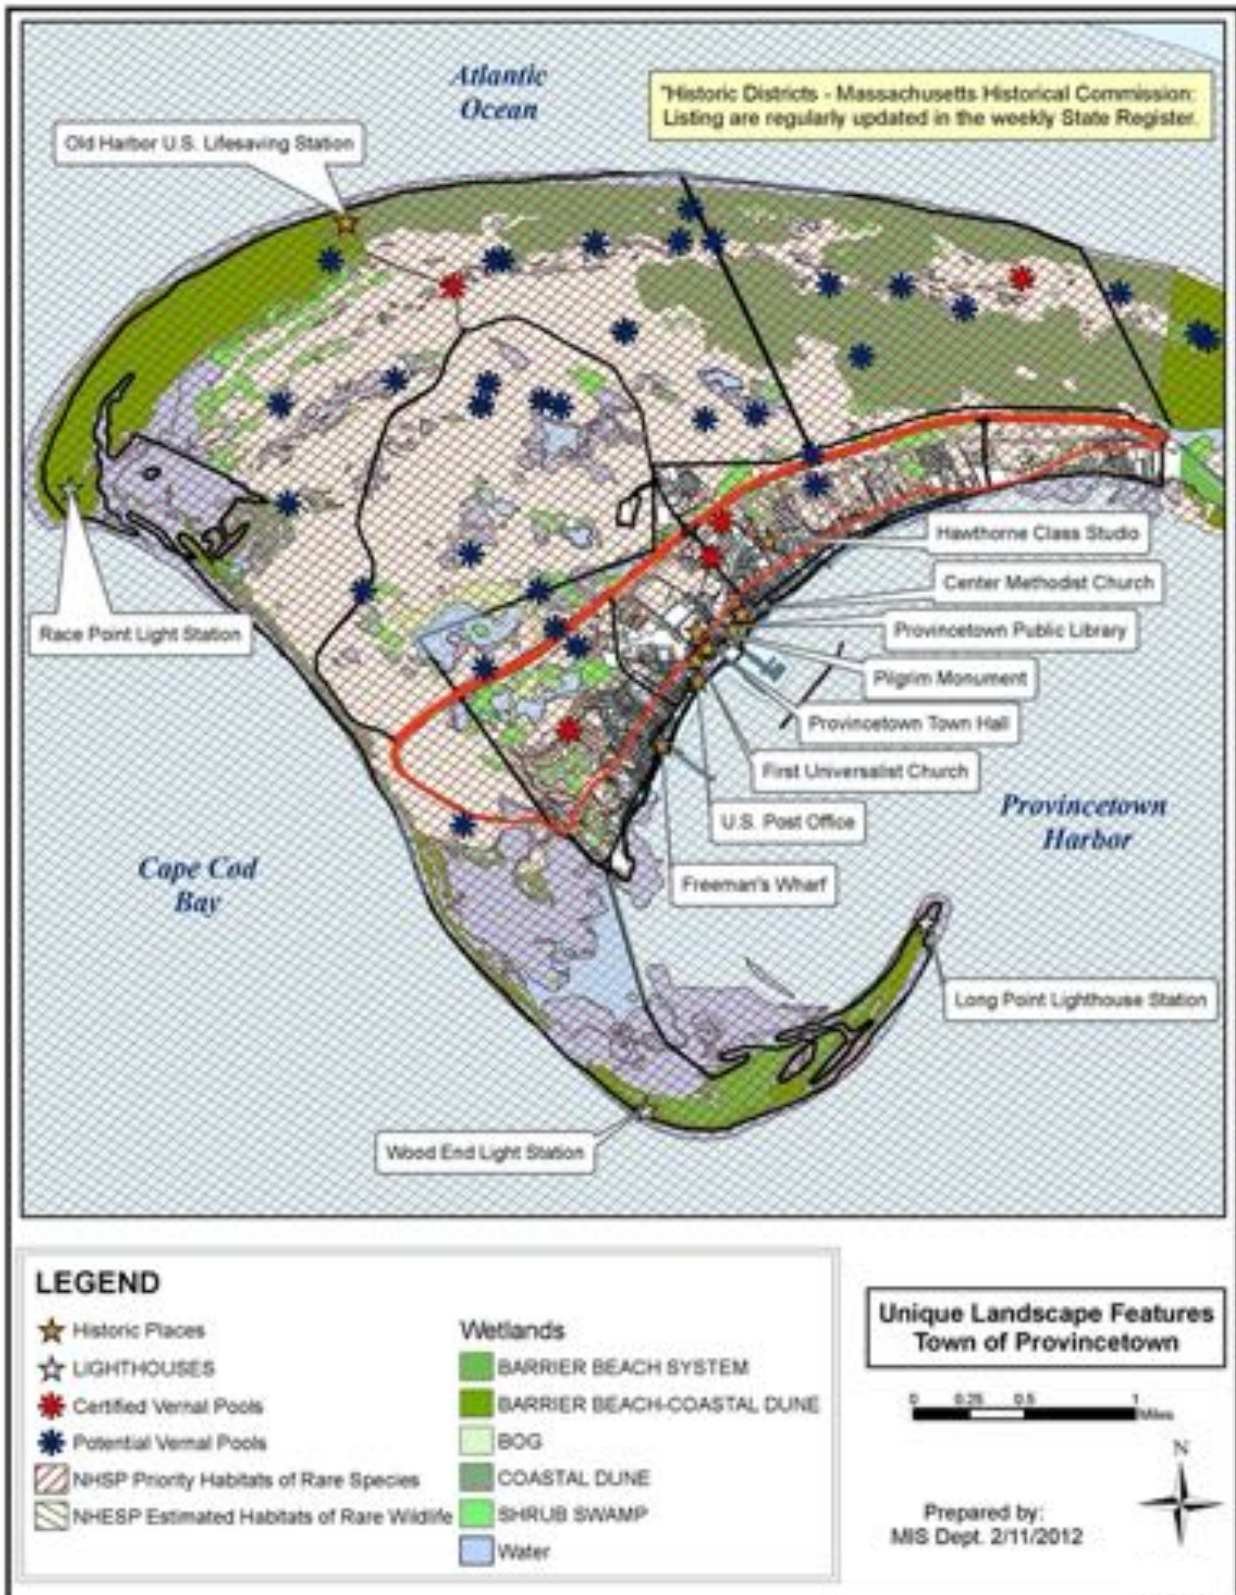 Atlantic
Ocean
"Historic Districts - Massachusetts Historical Commission:
Listing are regularly updated in the weekly State Register.
Old Harbor U.S. Lifesaving Station
Hawthorne Class Studio
Center Methodist Church
Race Point Light Station
Provincetown Public Library
Pilgrim Monument
Provincetown Town Hall
First Universalist Church
U.S. Post Office
Provincetown
Harbor
Cape Cod
Bay
Freeman's Wharf
Long Point Lighthouse Station
Wood End Light Station
LEGEND
Historic Places
LIGHTHOUSES
Certified Vernal Pools
Potential Vernal Pools
NHSP Priority Habitats of Rare Species
NHESP Estimated Habitats of Rare Wildlife
Wetlands
BARRIER BEACH SYSTEM
BARRIER BEACH-COASTAL DUNE
BOG
COASTAL DUNE
SHRUB SWAMP
Water
Unique Landscape Features
Town of Provincetown
0 0.25 0.5 1
Miles
N
Prepared by:
MIS Dept. 2/11/2012